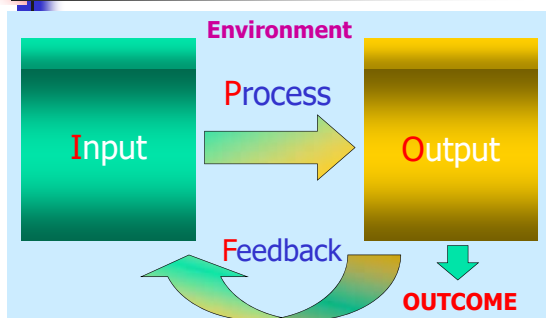 Environment
Process
Input
Output
Feedback
OUTCOME